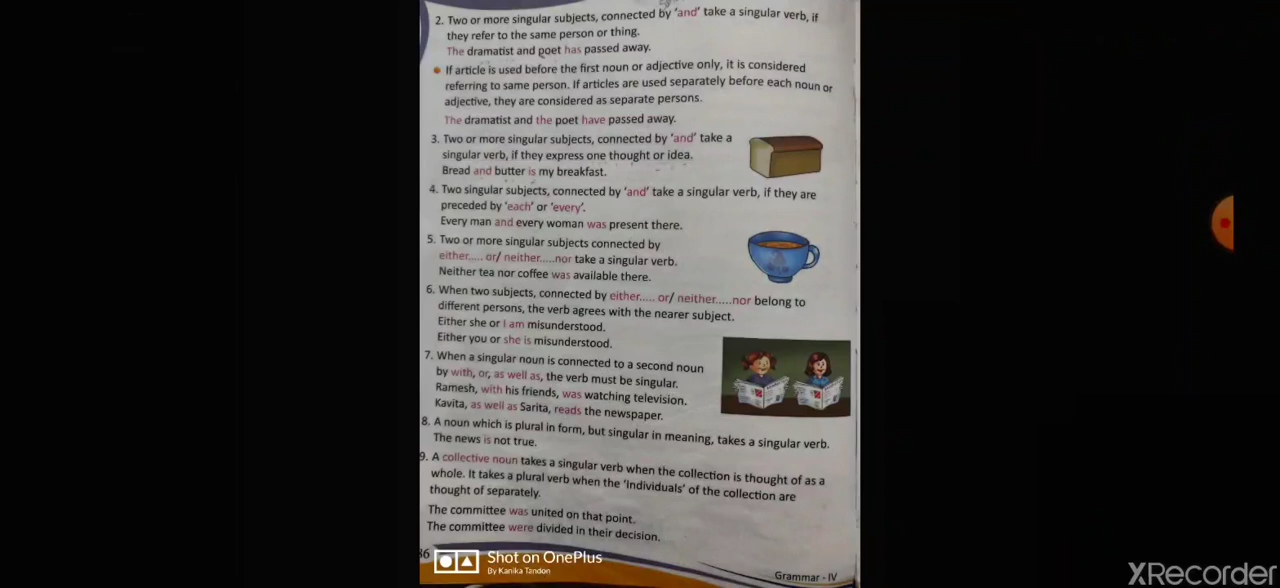 2. Two or more singular subjects, connected by 'and' take a singular verb, if
they refer to the same person or thing.
The dramatist and poet has passed away.
If article is used before the first noun or adjective only, it is considered
referring to same person. If articles are used separately before each noun or
adjective, they are considered as separate persons.
The dramatist and the poet have passed away.
3. Two or more singular subjects, connected by 'and' take a
singular verb, if they express one thought or idea.
Bread and butter is my breakfast.
4. Two singular subjects, connected by 'and' take a singular verb, if they are
preceded by 'each' or 'every'.
Every man and every woman was present there.
5. Two or more singular subjects connected by
either..... or/ neither.....nor take a singular verb.
Neither tea nor coffee was available there.
6. When two subjects, connected by either..... or/ neither.....nor belong to
different persons, the verb agrees with the nearer subject.
Either she or I am misunderstood.
Either you or she is misunderstood.
7. When a singular noun is connected to a second noun
by with, or, as well as, the verb must be singular.
Ramesh, with his friends, was watching television.
Kavita, as well as Sarita, reads the newspaper.
8. A noun which is plural in form, but singular in meaning, takes a singular verb.
The news is not true.
9. A collective noun takes a singular verb when the collection is thought of as a
whole. It takes a plural verb when the 'Individuals' of the collection are
thought of separately.
The committee was united on that point.
The committee were divided in their decision.
Shot on OnePlus
By Kanika Tandon
Grammar - IV
XRecorder